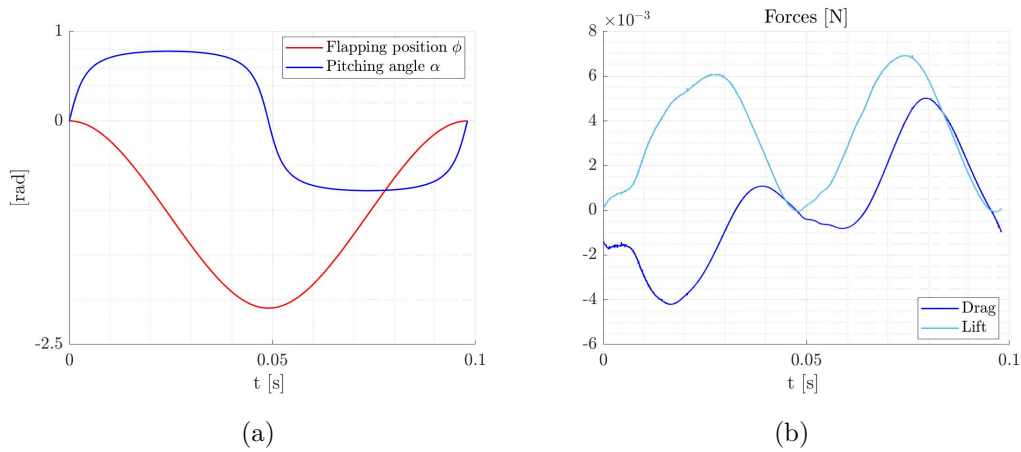 1
0
-2.5
[rad]
0
0.05
0.1
t [s]
Flapping position ϕ
Pitching angle α
(a)
×10⁻³
Forces [N]
8
6
4
2
0
-2
-4
-6
0
0.05
0.1
t [s]
Drag
Lift
(b)